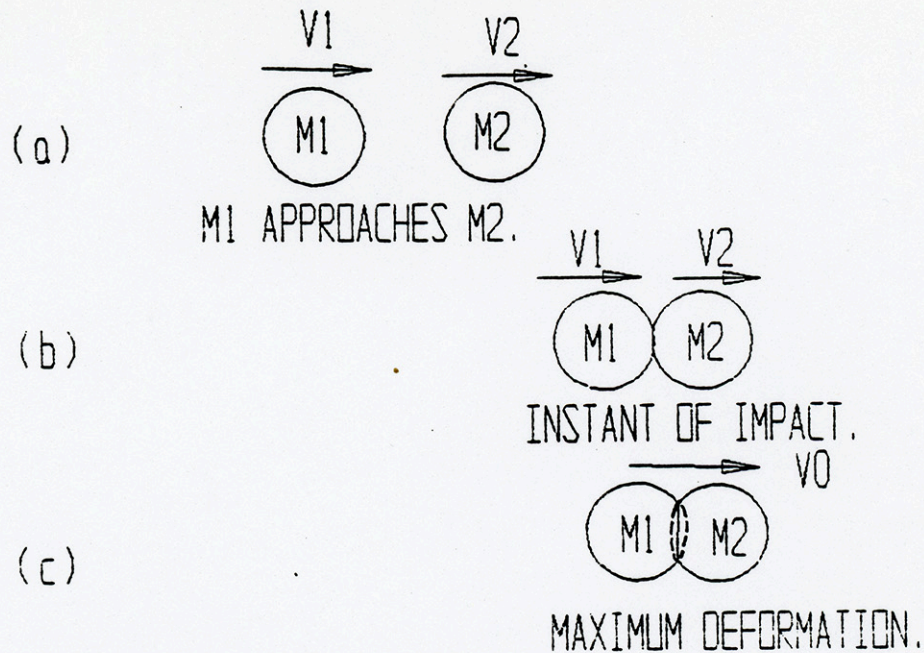 V1 V2
(a) M1 M2
M1 APPROACHES M2.
V1 V2
(b) M1 M2
INSTANT OF IMPACT.
V0
(c) M1 M2
MAXIMUM DEFORMATION.